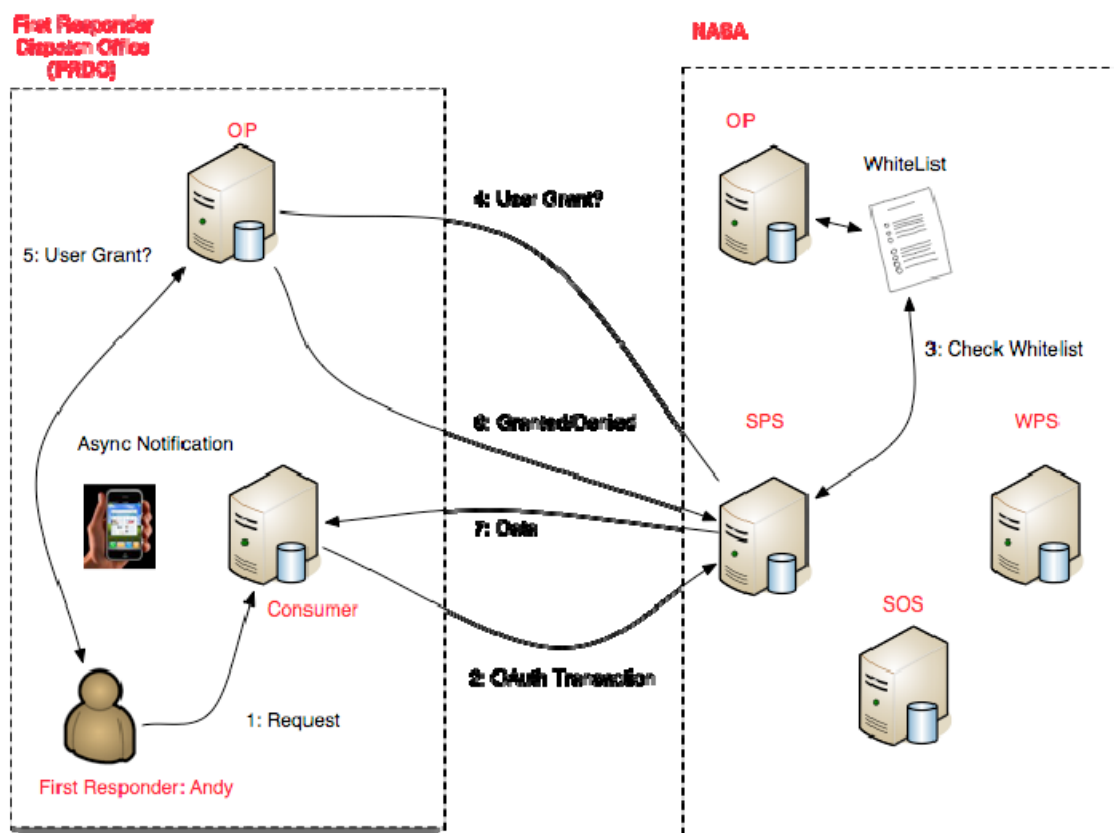 First Responder
Dispatch Office
(FRDO)
NASA
OP
OP
WhiteList
4: User Grant?
5: User Grant?
3: Check Whitelist
6: Granted/Denied
SPS
WPS
Async Notification
7: Data
Consumer
SOS
2: OAuth Transaction
1: Request
First Responder: Andy